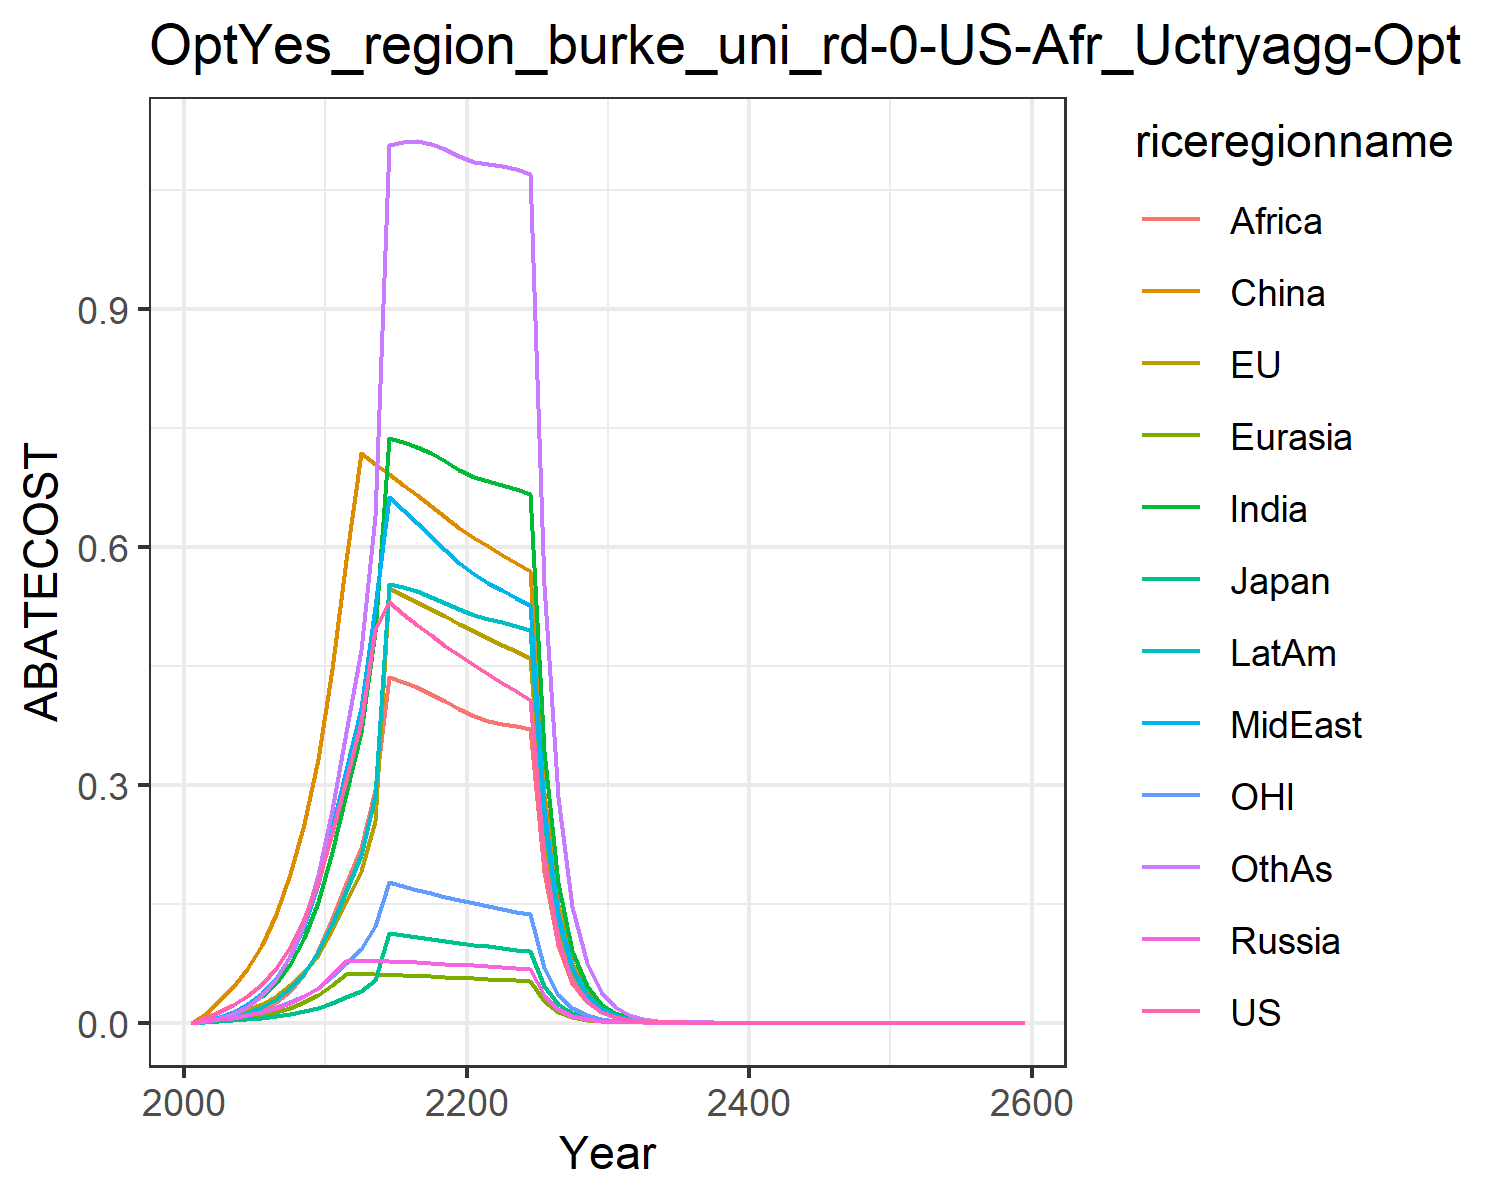 OptYes_region_burke_uni_rd-0-US-Afr_Uctryagg-Opt
riceregionname
Africa
China
EU
Eurasia
India
Japan
LatAm
MidEast
OHI
OthAs
Russia
US
ABATECOST
0.9
0.6
0.3
0.0
2000 2200 2400 2600
Year